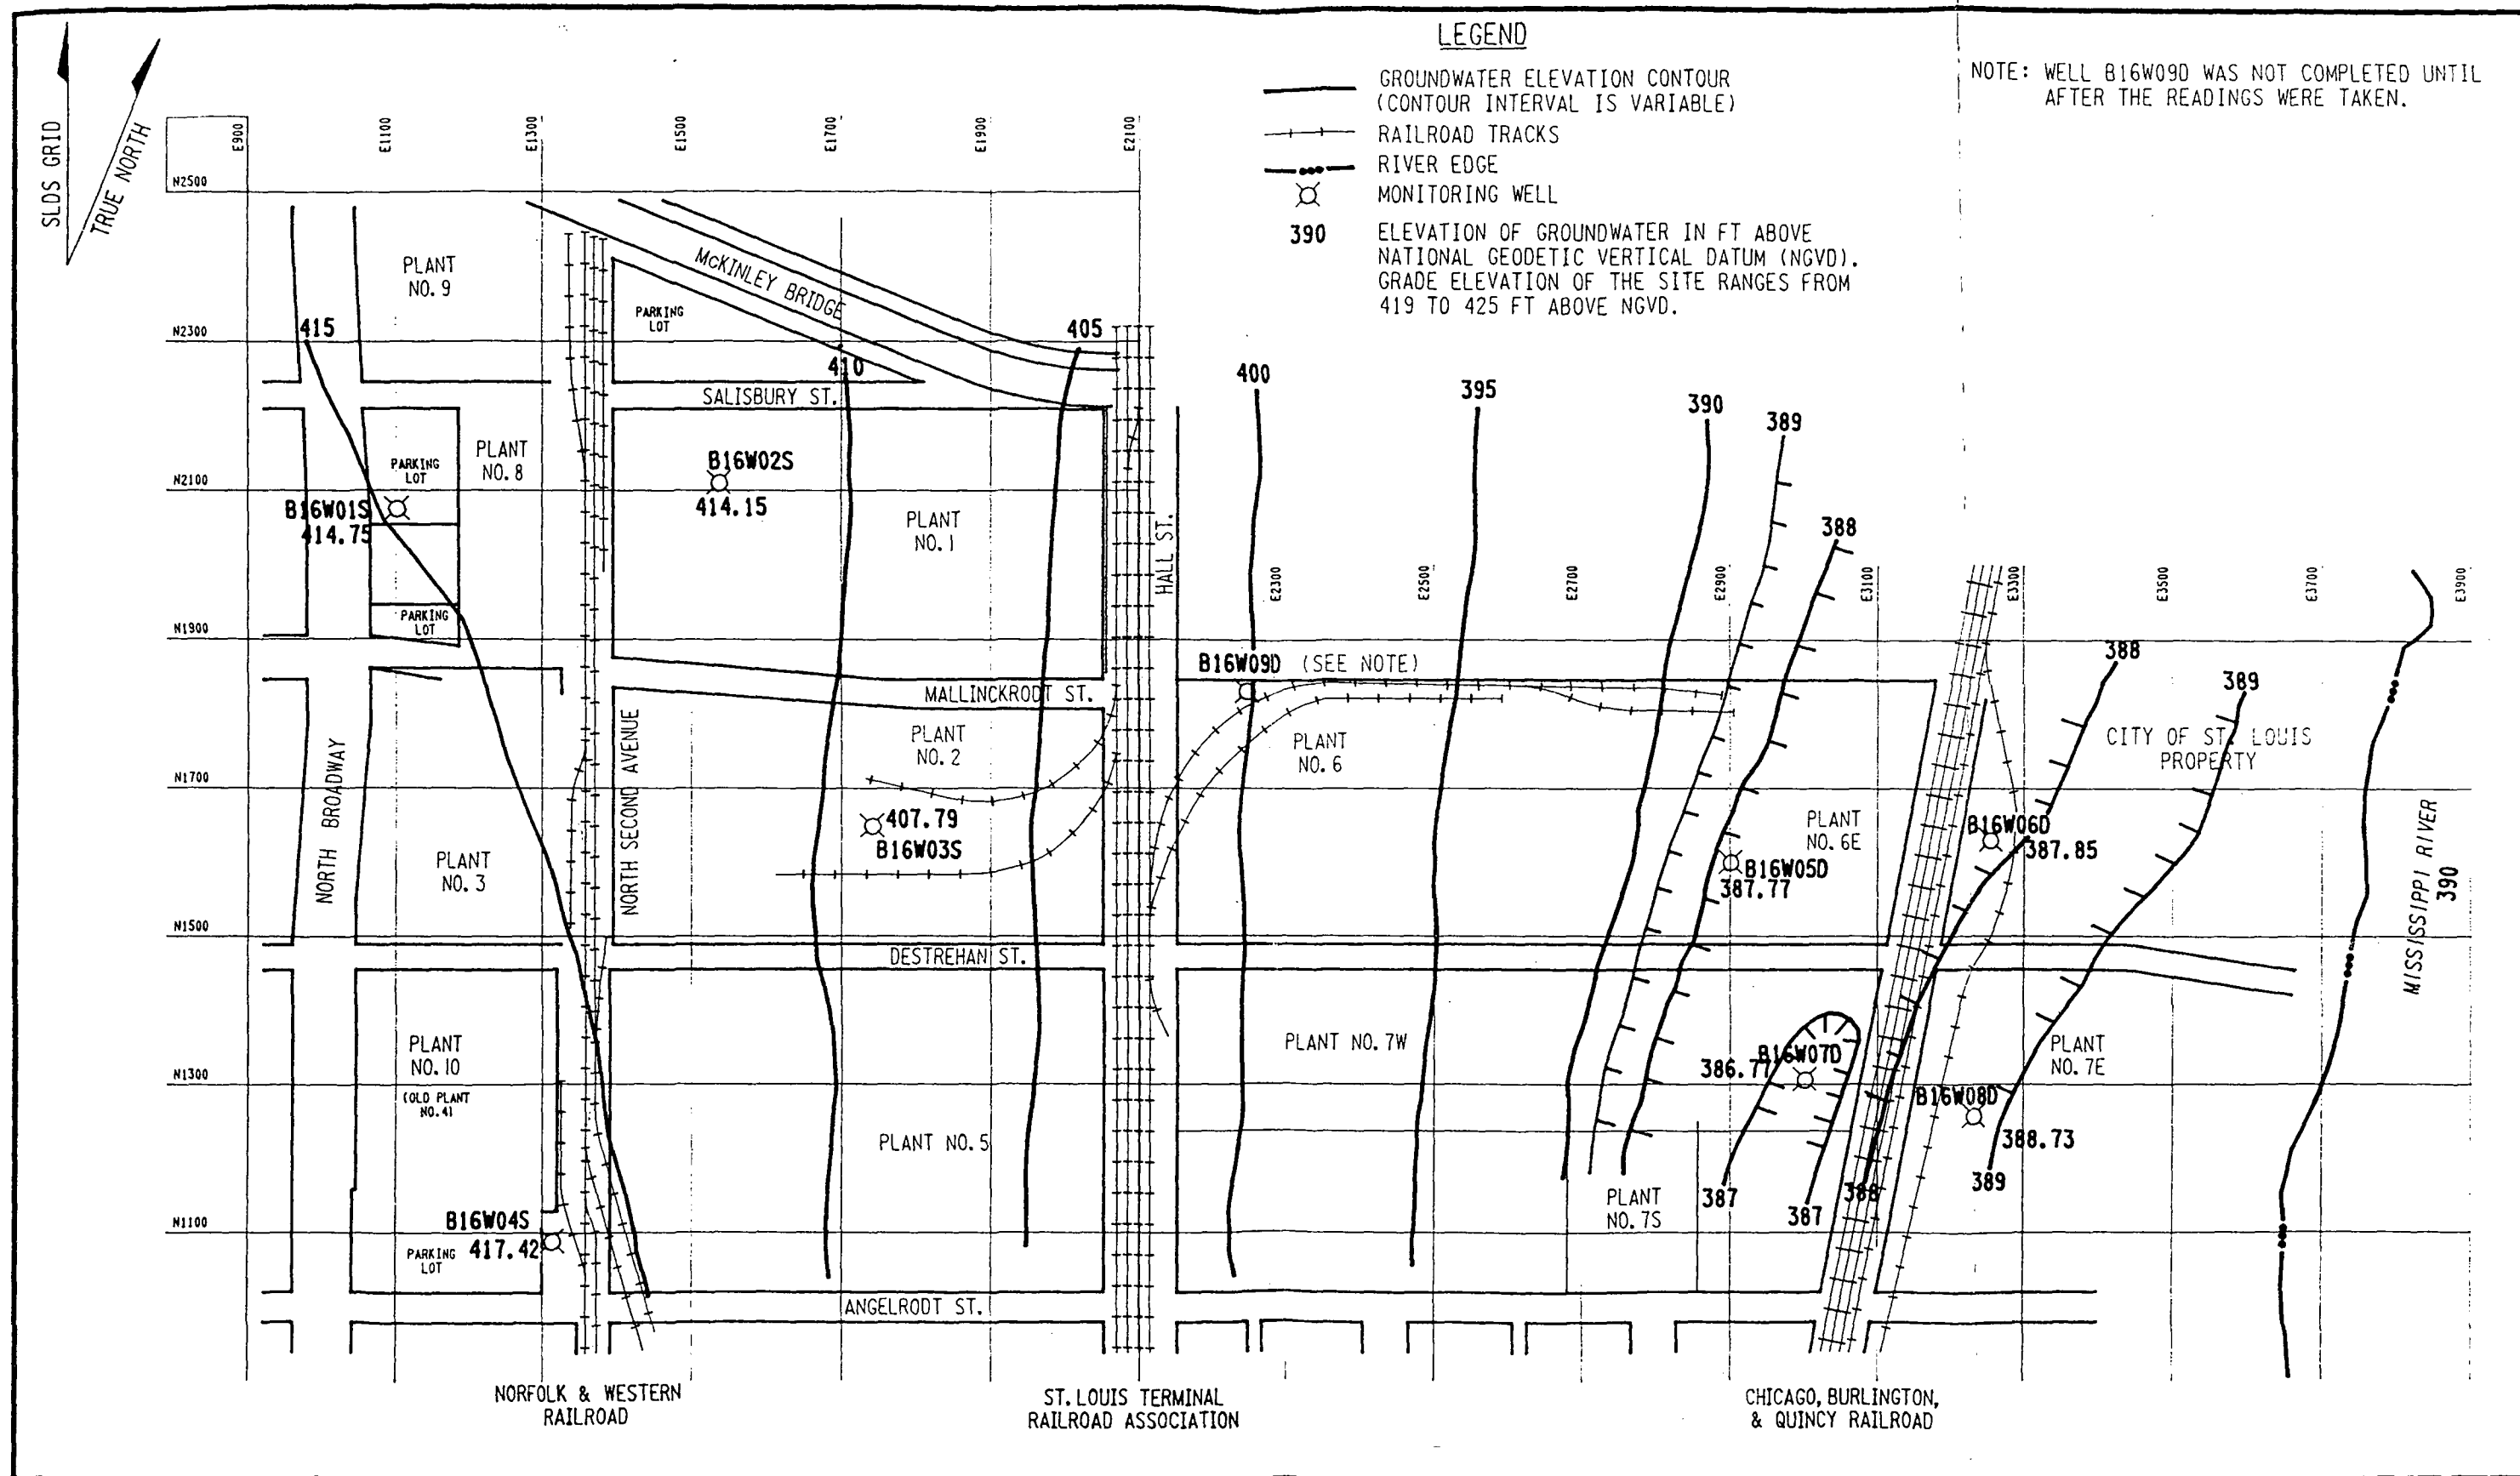 LEGEND
GROUNDWATER ELEVATION CONTOUR
(CONTOUR INTERVAL IS VARIABLE)
RAILROAD TRACKS
RIVER EDGE
MONITORING WELL
390 ELEVATION OF GROUNDWATER IN FT ABOVE
NATIONAL GEODETIC VERTICAL DATUM (NGVD).
GRADE ELEVATION OF THE SITE RANGES FROM
419 TO 425 FT ABOVE NGVD.
NOTE: WELL B16W09D WAS NOT COMPLETED UNTIL
AFTER THE READINGS WERE TAKEN.
SLDS GRID
TRUE NORTH
E900
E1100
E1300
E1500
E1700
E1900
E2100
N2500
PLANT
NO. 9
McKINLEY BRIDGE
PARKING
LOT
N2300
415
405
410
400
395
390
389
388
SALISBURY ST.
PARKING
LOT
PLANT
NO. 8
B16W02S
414.15
N2100
B16W01S
414.75
PLANT
NO. 1
HALL ST.
E2300
E2500
E2700
E2900
E3100
E3300
E3500
E3700
E3900
PARKING
LOT
N1900
B16W09D (SEE NOTE)
388
389
MALLINCKRODT ST.
NORTH BROADWAY
NORTH SECOND AVENUE
PLANT
NO. 2
PLANT
NO. 6
CITY OF ST. LOUIS
PROPERTY
N1700
407.79
B16W03S
PLANT
NO. 6E
B16W06D
387.85
B16W05D
387.77
MISSISSIPPI RIVER
390
PLANT
NO. 3
N1500
DESTREHAN ST.
PLANT
NO. 10
(OLD PLANT
NO. 4)
PLANT NO. 7W
B16W07D
386.77
PLANT
NO. 7E
N1300
B16W08D
388.73
PLANT NO. 5
PLANT
NO. 7S
387
387
388
389
N1100
B16W04S
417.42
PARKING
LOT
ANGELRODT ST.
NORFOLK & WESTERN
RAILROAD
ST. LOUIS TERMINAL
RAILROAD ASSOCIATION
CHICAGO, BURLINGTON,
& QUINCY RAILROAD